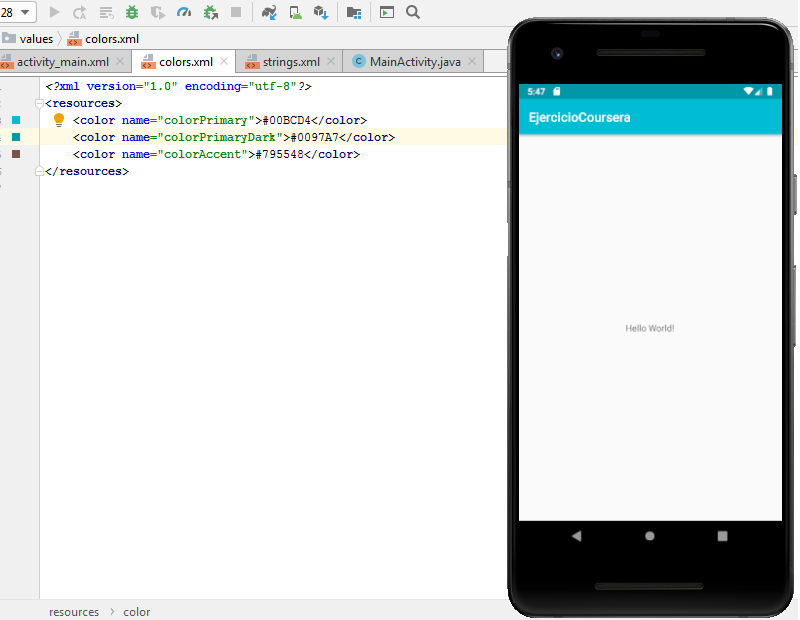 28
values
colors.xml
activity_main.xml
colors.xml
strings.xml
MainActivity.java
<?xml version="1.0" encoding="utf-8"?>
<resources>
<color name="colorPrimary">#00BCD4</color>
<color name="colorPrimaryDark">#0097A7</color>
<color name="colorAccent">#795548</color>
</resources>
resources
color
5:47
EjercicioCoursera
Hello World!